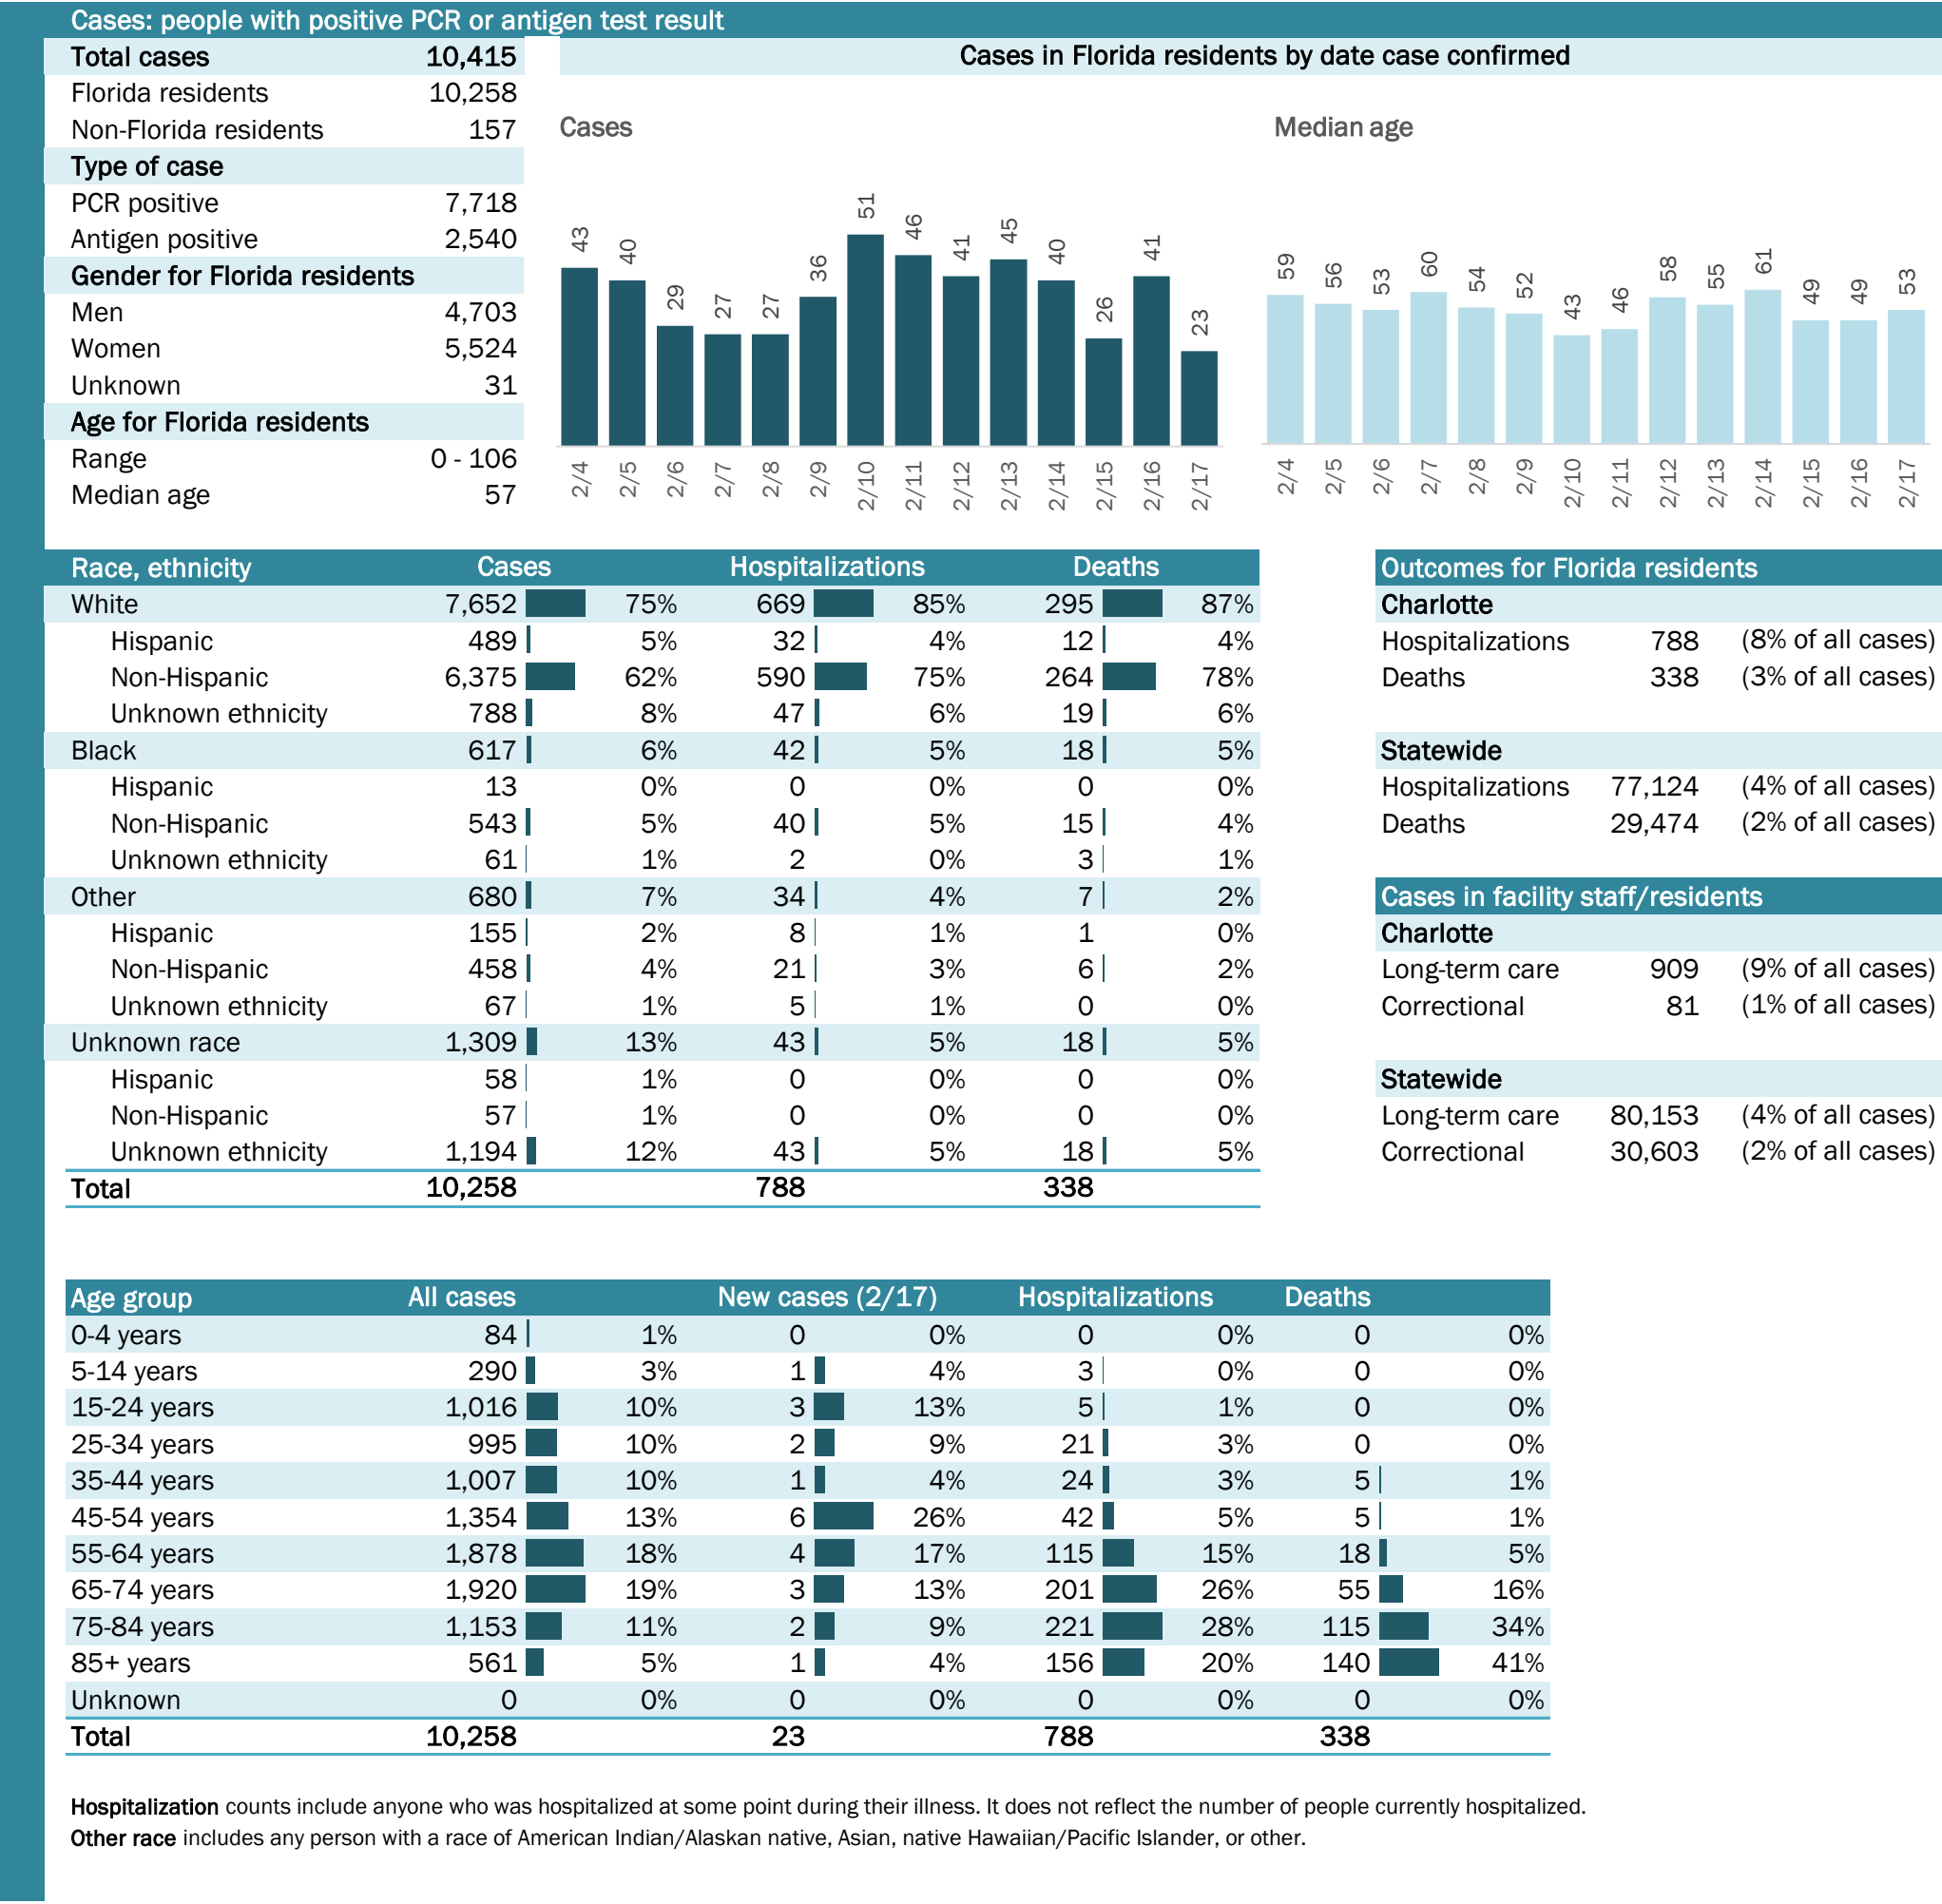 Cases: people with positive PCR or antigen test result
Total cases 10,415
Florida residents 10,258
Non-Florida residents 157
Type of case
PCR positive 7,718
Antigen positive 2,540
Gender for Florida residents
Men 4,703
Women 5,524
Unknown 31
Age for Florida residents
Range 0 - 106
Median age 57
Cases in Florida residents by date case confirmed
Cases
43 40 29 27 27 36 51 46 41 45 40 26 41 23
2/4 2/5 2/6 2/7 2/8 2/9 2/10 2/11 2/12 2/13 2/14 2/15 2/16 2/17
Median age
59 56 53 60 54 52 43 46 58 55 61 49 49 53
2/4 2/5 2/6 2/7 2/8 2/9 2/10 2/11 2/12 2/13 2/14 2/15 2/16 2/17
Race, ethnicity Cases Hospitalizations Deaths
White 7,652 75% 669 85% 295 87%
Hispanic 489 5% 32 4% 12 4%
Non-Hispanic 6,375 62% 590 75% 264 78%
Unknown ethnicity 788 8% 47 6% 19 6%
Black 617 6% 42 5% 18 5%
Hispanic 13 0% 0 0% 0 0%
Non-Hispanic 543 5% 40 5% 15 4%
Unknown ethnicity 61 1% 2 0% 3 1%
Other 680 7% 34 4% 7 2%
Hispanic 155 2% 8 1% 1 0%
Non-Hispanic 458 4% 21 3% 6 2%
Unknown ethnicity 67 1% 5 1% 0 0%
Unknown race 1,309 13% 43 5% 18 5%
Hispanic 58 1% 0 0% 0 0%
Non-Hispanic 57 1% 0 0% 0 0%
Unknown ethnicity 1,194 12% 43 5% 18 5%
Total 10,258 788 338
Outcomes for Florida residents
Charlotte
Hospitalizations 788 (8% of all cases)
Deaths 338 (3% of all cases)
Statewide
Hospitalizations 77,124 (4% of all cases)
Deaths 29,474 (2% of all cases)
Cases in facility staff/residents
Charlotte
Long-term care 909 (9% of all cases)
Correctional 81 (1% of all cases)
Statewide
Long-term care 80,153 (4% of all cases)
Correctional 30,603 (2% of all cases)
Age group All cases New cases (2/17) Hospitalizations Deaths
0-4 years 84 1% 0 0% 0 0% 0 0%
5-14 years 290 3% 1 4% 3 0% 0 0%
15-24 years 1,016 10% 3 13% 5 1% 0 0%
25-34 years 995 10% 2 9% 21 3% 0 0%
35-44 years 1,007 10% 1 4% 24 3% 5 1%
45-54 years 1,354 13% 6 26% 42 5% 5 1%
55-64 years 1,878 18% 4 17% 115 15% 18 5%
65-74 years 1,920 19% 3 13% 201 26% 55 16%
75-84 years 1,153 11% 2 9% 221 28% 115 34%
85+ years 561 5% 1 4% 156 20% 140 41%
Unknown 0 0% 0 0% 0 0% 0 0%
Total 10,258 23 788 338
Hospitalization counts include anyone who was hospitalized at some point during their illness. It does not reflect the number of people currently hospitalized.
Other race includes any person with a race of American Indian/Alaskan native, Asian, native Hawaiian/Pacific Islander, or other.